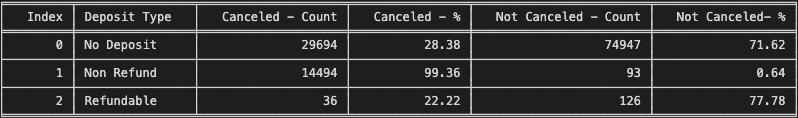 Index Deposit Type Canceled - Count Canceled - % Not Canceled - Count Not Canceled- %
0 No Deposit 29694 28.38 74947 71.62
1 Non Refund 14494 99.36 93 0.64
2 Refundable 36 22.22 126 77.78